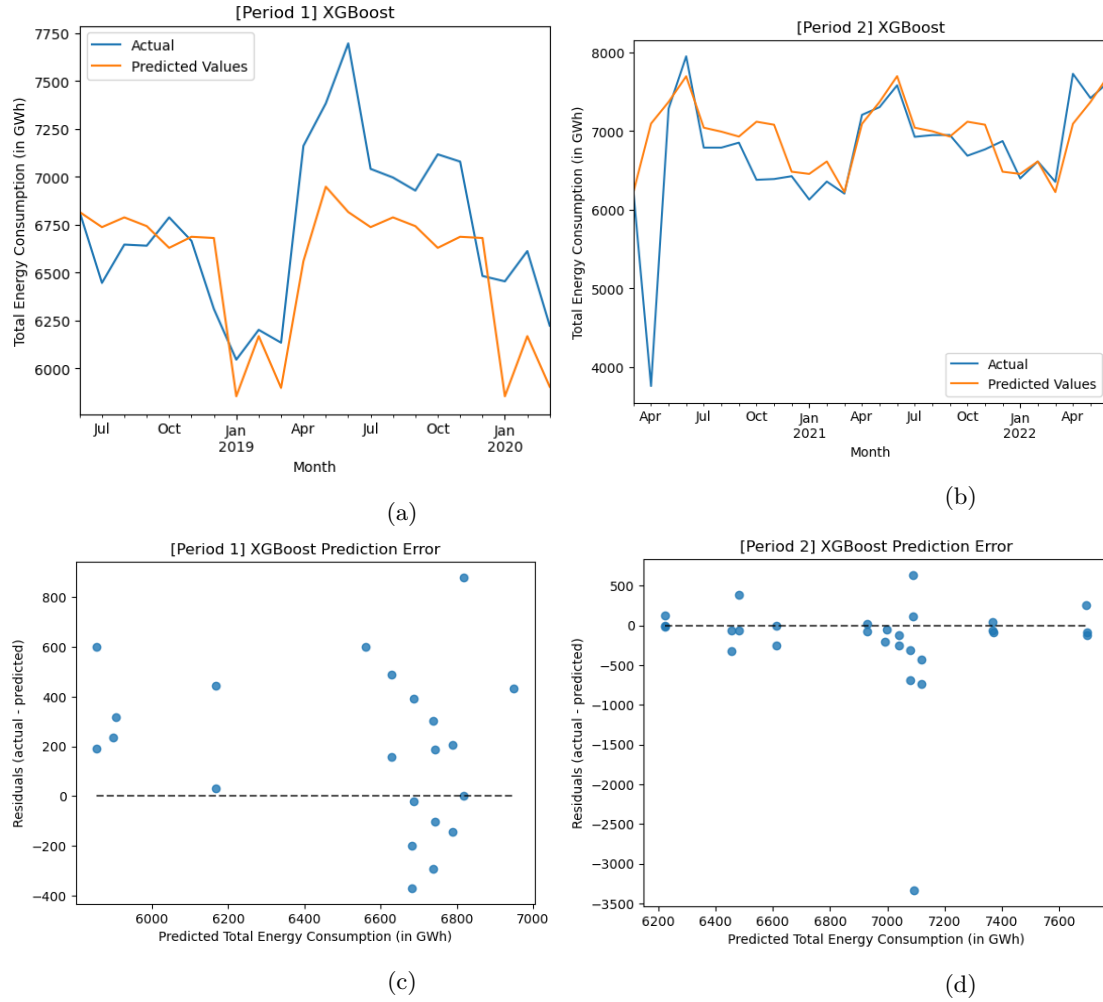 [Period 1] XGBoost
Total Energy Consumption (in GWh)
7750
7500
7250
7000
6750
6500
6250
6000
Actual
Predicted Values
Jul
Oct
Jan
2019
Apr
Jul
Oct
Jan
2020
Month
(a)
[Period 2] XGBoost
Total Energy Consumption (in GWh)
8000
7000
6000
5000
4000
Actual
Predicted Values
Apr
Jul
Oct
Jan
2021
Apr
Jul
Oct
Jan
2022
Apr
Month
(b)
[Period 1] XGBoost Prediction Error
Residuals (actual - predicted)
800
600
400
200
0
−200
−400
6000
6200
6400
6600
6800
7000
Predicted Total Energy Consumption (in GWh)
(c)
[Period 2] XGBoost Prediction Error
Residuals (actual - predicted)
500
0
−500
−1000
−1500
−2000
−2500
−3000
−3500
6200
6400
6600
6800
7000
7200
7400
7600
Predicted Total Energy Consumption (in GWh)
(d)